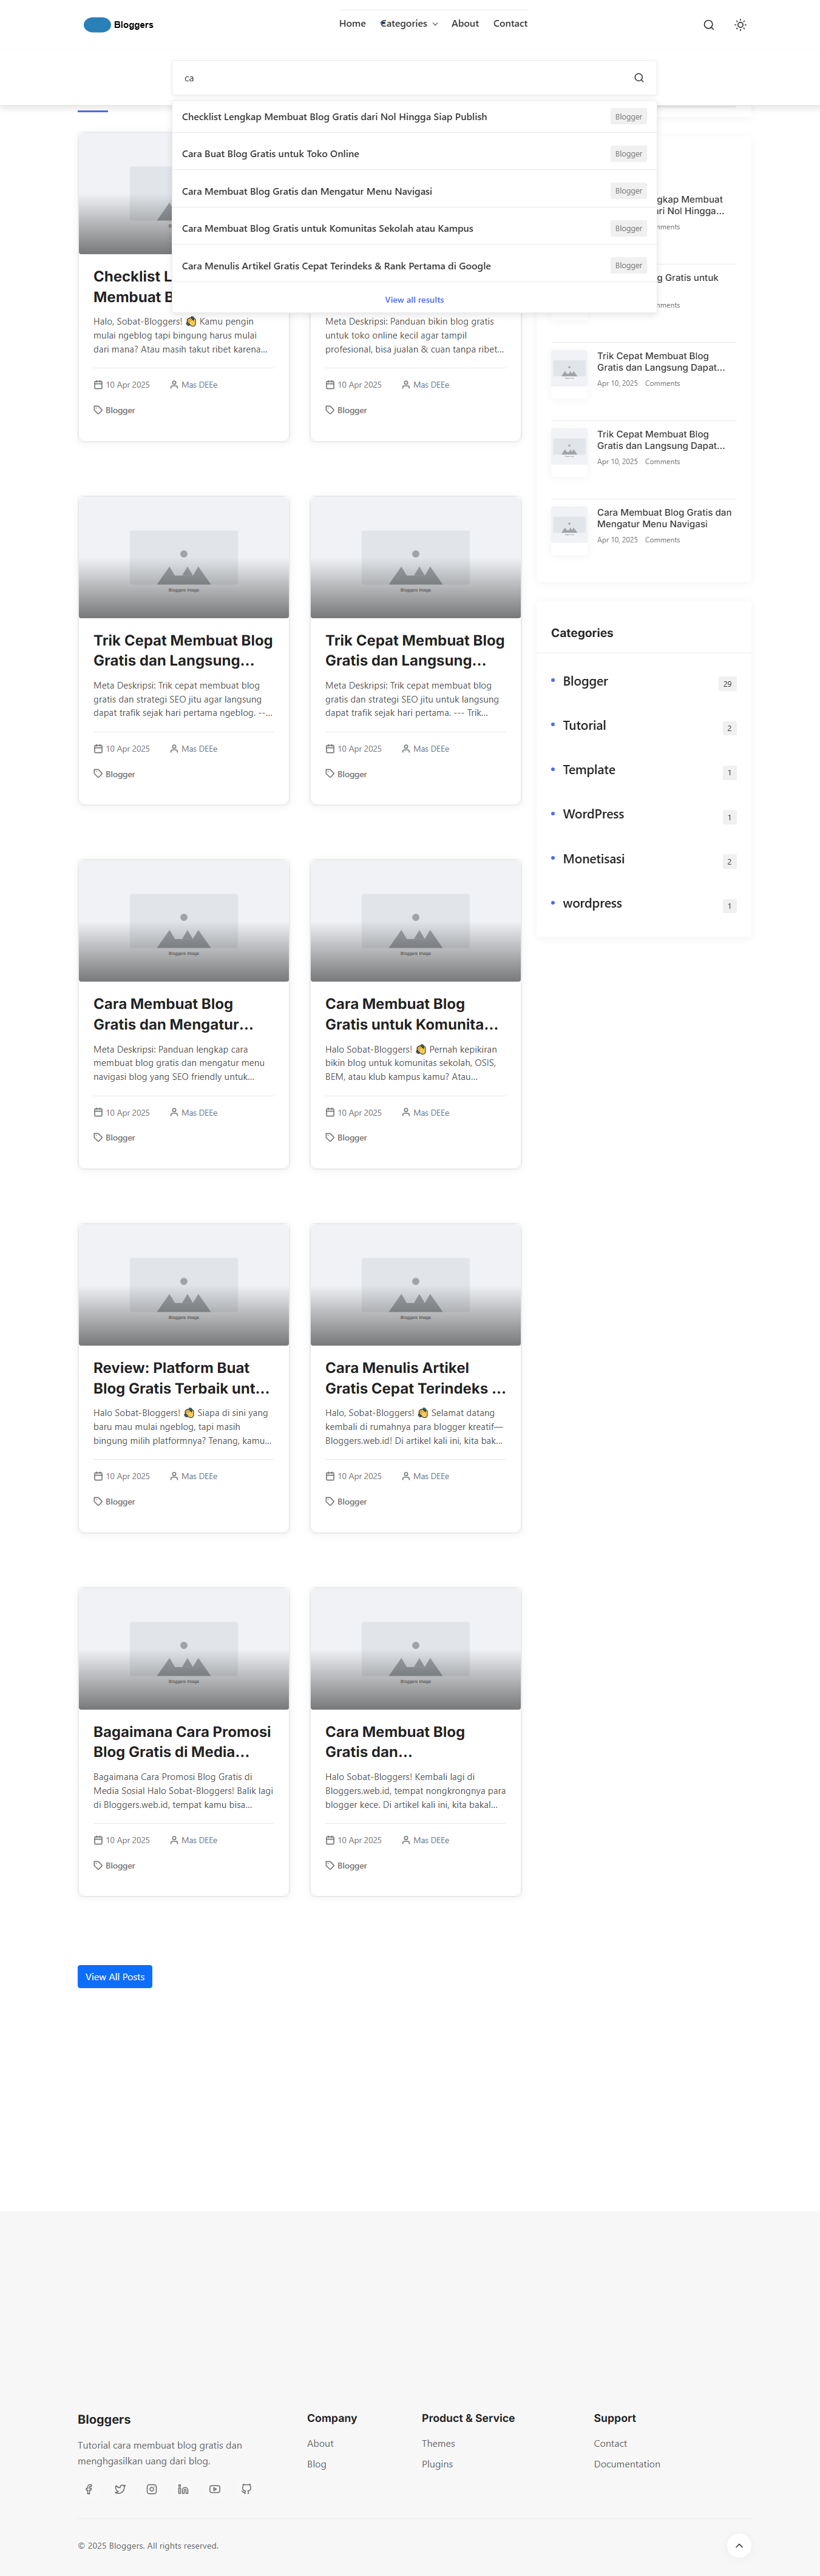 Bloggers
Home Categories About Contact
ca
Checklist Lengkap Membuat Blog Gratis dari Nol Hingga Siap Publish Blogger
Cara Buat Blog Gratis untuk Toko Online Blogger
Cara Membuat Blog Gratis dan Mengatur Menu Navigasi Blogger
Cara Membuat Blog Gratis untuk Komunitas Sekolah atau Kampus Blogger
Cara Menulis Artikel Gratis Cepat Terindeks & Rank Pertama di Google Blogger
View all results
Checklist L
Membuat B
Halo, Sobat-Bloggers! 👋 Kamu pengin
mulai ngeblog tapi bingung harus mulai
dari mana? Atau masih takut ribet karena...
10 Apr 2025 Mas DEEe
Blogger
Meta Deskripsi: Panduan bikin blog gratis
untuk toko online kecil agar tampil
profesional, bisa jualan & cuan tanpa ribet...
10 Apr 2025 Mas DEEe
Blogger
Bloggers Image
Trik Cepat Membuat Blog
Gratis dan Langsung...
Meta Deskripsi: Trik cepat membuat blog
gratis dan strategi SEO jitu agar langsung
dapat trafik sejak hari pertama ngeblog. --...
10 Apr 2025 Mas DEEe
Blogger
Bloggers Image
Trik Cepat Membuat Blog
Gratis dan Langsung...
Meta Deskripsi: Trik cepat membuat blog
gratis dan strategi SEO jitu untuk langsung
dapat trafik sejak hari pertama. --- Trik...
10 Apr 2025 Mas DEEe
Blogger
Bloggers Image
Cara Membuat Blog
Gratis dan Mengatur...
Meta Deskripsi: Panduan lengkap cara
membuat blog gratis dan mengatur menu
navigasi blog yang SEO friendly untuk...
10 Apr 2025 Mas DEEe
Blogger
Bloggers Image
Cara Membuat Blog
Gratis untuk Komunita...
Halo Sobat-Bloggers! 👋 Pernah kepikiran
bikin blog untuk komunitas sekolah, OSIS,
BEM, atau klub kampus kamu? Atau...
10 Apr 2025 Mas DEEe
Blogger
Bloggers Image
Review: Platform Buat
Blog Gratis Terbaik unt...
Halo Sobat-Bloggers! 👋 Siapa di sini yang
baru mau mulai ngeblog, tapi masih
bingung milih platformnya? Tenang, kamu...
10 Apr 2025 Mas DEEe
Blogger
Bloggers Image
Cara Menulis Artikel
Gratis Cepat Terindeks ...
Halo, Sobat-Bloggers! 👋 Selamat datang
kembali di rumahnya para blogger kreatif—
Bloggers.web.id! Di artikel kali ini, kita bak...
10 Apr 2025 Mas DEEe
Blogger
Bloggers Image
Bagaimana Cara Promosi
Blog Gratis di Media...
Bagaimana Cara Promosi Blog Gratis di
Media Sosial Halo Sobat-Bloggers! Balik lagi
di Bloggers.web.id, tempat kamu bisa...
10 Apr 2025 Mas DEEe
Blogger
Bloggers Image
Cara Membuat Blog
Gratis dan...
Halo Sobat-Bloggers! Kembali lagi di
Bloggers.web.id, tempat nongkrongnya para
blogger kece. Di artikel kali ini, kita bakal...
10 Apr 2025 Mas DEEe
Blogger
View All Posts
gkap Membuat
ri Nol Hingga...
mments
g Gratis untuk
mments
Trik Cepat Membuat Blog
Gratis dan Langsung Dapat...
Apr 10, 2025 Comments
Trik Cepat Membuat Blog
Gratis dan Langsung Dapat...
Apr 10, 2025 Comments
Cara Membuat Blog Gratis dan
Mengatur Menu Navigasi
Apr 10, 2025 Comments
Categories
Blogger 29
Tutorial 2
Template 1
WordPress 1
Monetisasi 2
wordpress 1
Bloggers
Tutorial cara membuat blog gratis dan
menghgasilkan uang dari blog.
Company
About
Blog
Product & Service
Themes
Plugins
Support
Contact
Documentation
© 2025 Bloggers. All rights reserved.